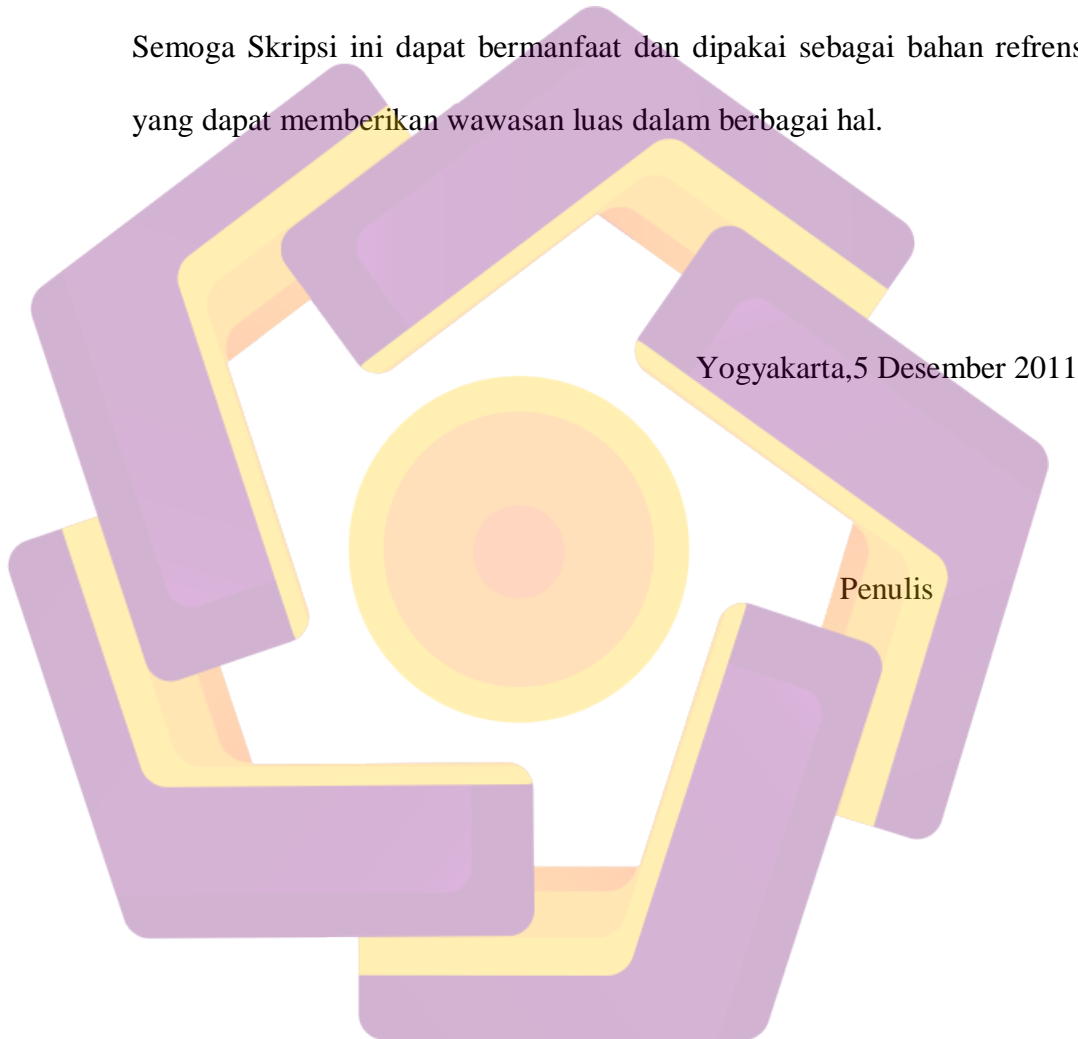 Semoga Skripsi ini dapat bermanfaat dan dipakai sebagai bahan refrens
yang dapat memberikan wawasan luas dalam berbagai hal.
Yogyakarta,5 Desember 2011
Penulis